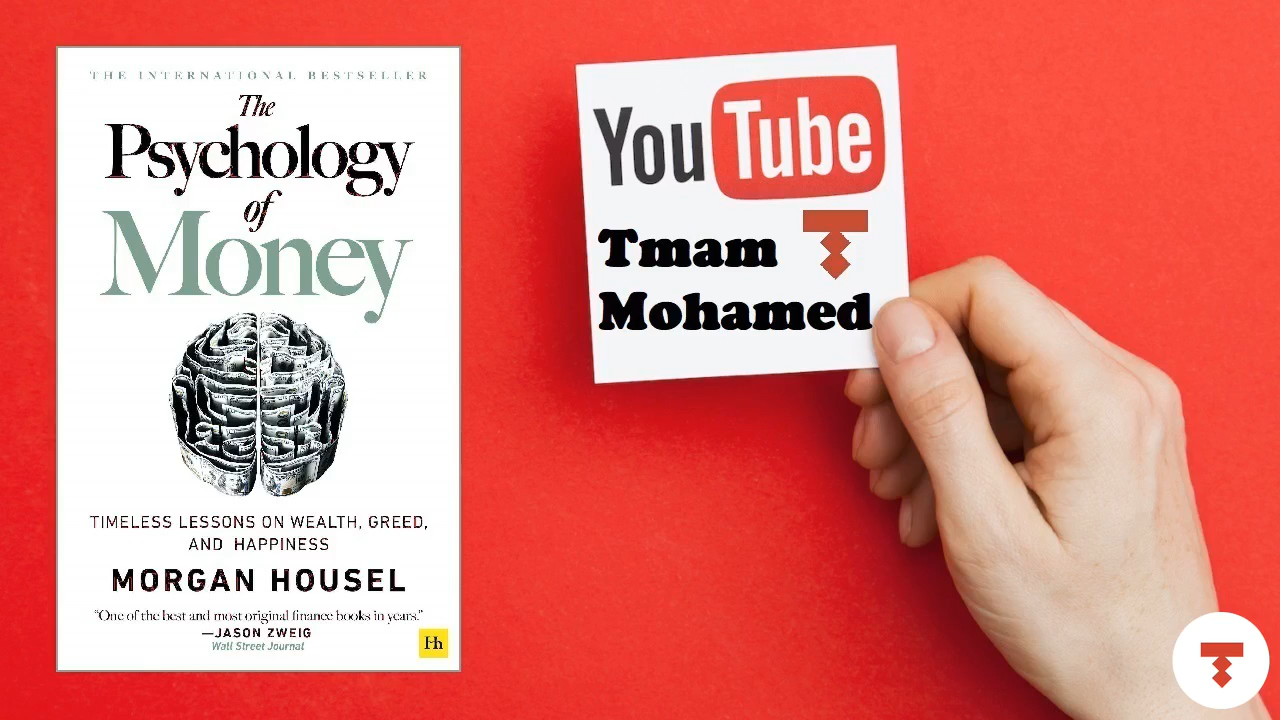 THE INTERNATIONAL BESTSELLER
The
Psychology
of
Money
TIMELESS LESSONS ON WEALTH, GREED,
AND HAPPINESS
MORGAN HOUSEL
“One of the best and most original finance books in years.”
—JASON ZWEIG
Wall Street Journal
Hh
YouTube
Tmam
Mohamed